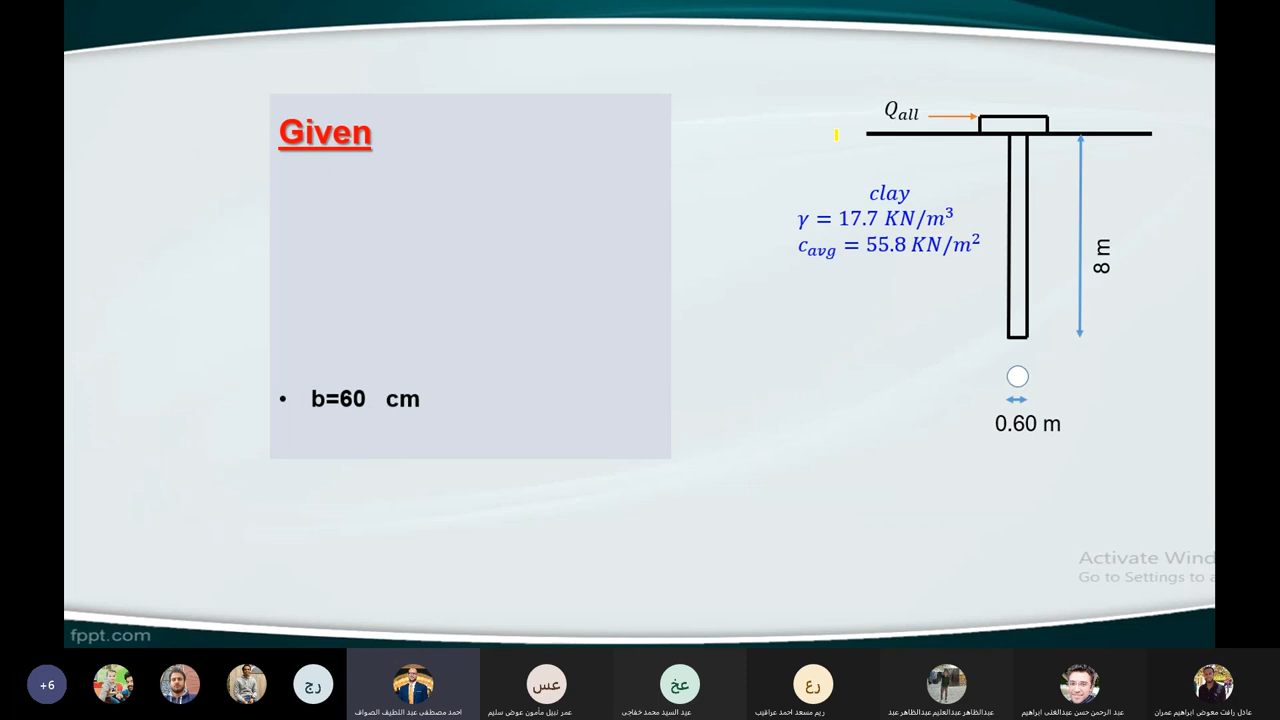 Given
• b=60 cm
Q_all
clay
γ = 17.7 KN/m³
c_avg = 55.8 KN/m²
8 m
0.60 m
Activate Wind
Go to Settings to a
fppt.com
+6
رج
احمد مصطفى عبد اللطيف الصواف
عس
عمر نبيل مأمون عوض سليم
عخ
عبد السيد محمد خفاجى
رع
ريم مسعد احمد عراقيب
عبدالظاهر عبدالعليم عبدالظاهر عبد
عبد الرحمن حسن عبدالغنى ابراهيم
عادل رافت معوض ابراهيم عمران